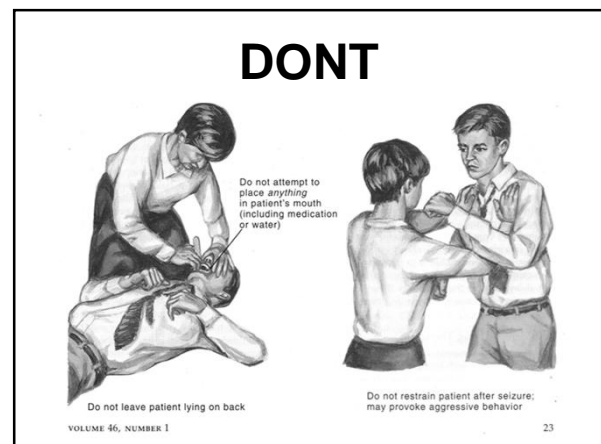 DONT
Do not attempt to
place anything
in patient's mouth
(including medication
or water)
Do not leave patient lying on back
Do not restrain patient after seizure;
may provoke aggressive behavior
VOLUME 46, NUMBER 1
23